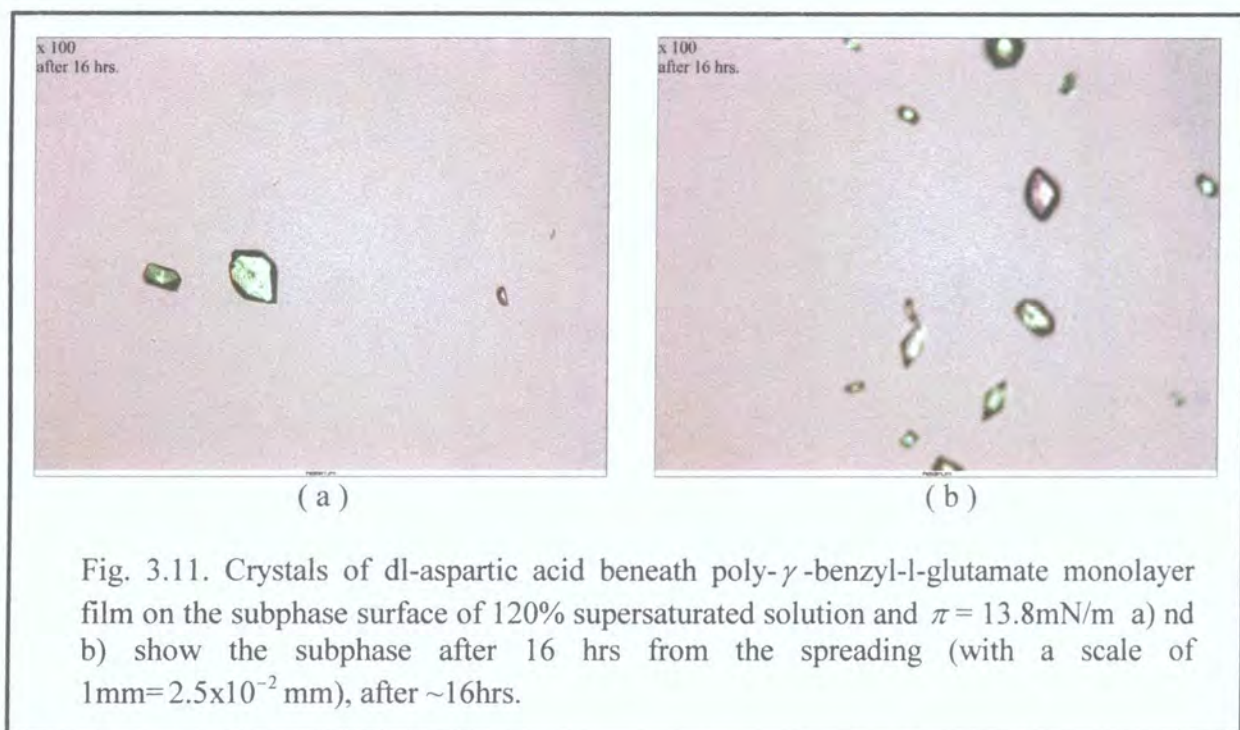 x 100
after 16 hrs.
x 100
after 16 hrs.
( a )
( b )
Fig. 3.11. Crystals of dl-aspartic acid beneath poly-γ-benzyl-l-glutamate monolayer
film on the subphase surface of 120% supersaturated solution and π = 13.8mN/m a) nd
b) show the subphase after 16 hrs from the spreading (with a scale of
1mm=2.5x10⁻² mm), after ~16hrs.